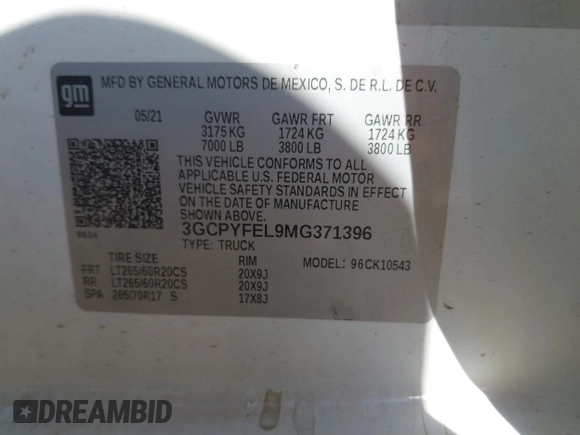 gm
MFD BY GENERAL MOTORS DE MEXICO, S. DE R.L. DE C.V.
05/21 GVWR GAWR FRT GAWR RR
3175 KG 1724 KG 1724 KG
7000 LB 3800 LB 3800 LB
THIS VEHICLE CONFORMS TO ALL
APPLICABLE U.S. FEDERAL MOTOR
VEHICLE SAFETY STANDARDS IN EFFECT
ON THE DATE OF MANUFACTURE
SHOWN ABOVE.
3GCPYFEL9MG371396
TYPE: TRUCK
TIRE SIZE RIM MODEL: 96CK10543
FRT LT265/60R20CS 20X9J
RR LT265/60R20CS 20X9J
SPA 265/70R17 S 17X8J
DREAMBID